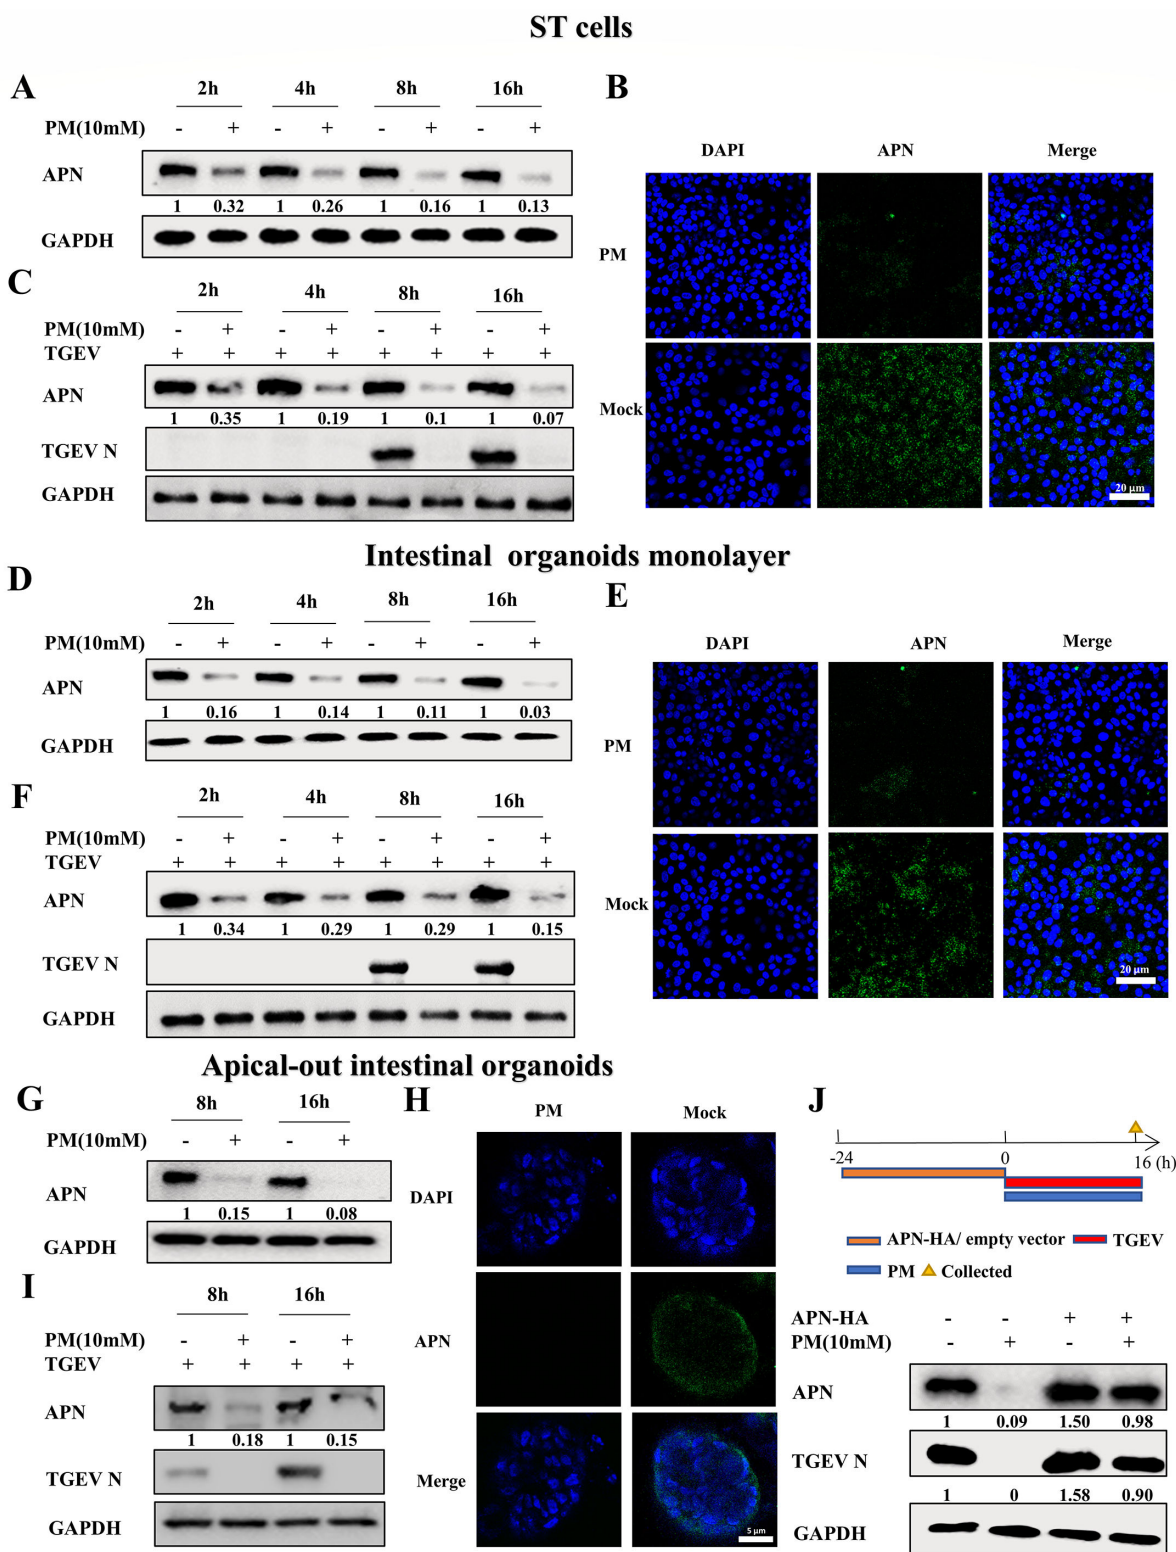 ST cells
A
2h 4h 8h 16h
PM(10mM) - + - + - + - +
APN
1 0.32 1 0.26 1 0.16 1 0.13
GAPDH
B
DAPI APN Merge
PM
Mock
20 μm
C
2h 4h 8h 16h
PM(10mM) - + - + - + - +
TGEV + + + + + + + +
APN
1 0.35 1 0.19 1 0.1 1 0.07
TGEV N
GAPDH
Intestinal organoids monolayer
D
2h 4h 8h 16h
PM(10mM) - + - + - + - +
APN
1 0.16 1 0.14 1 0.11 1 0.03
GAPDH
E
DAPI APN Merge
PM
Mock
20 μm
F
2h 4h 8h 16h
PM(10mM) - + - + - + - +
TGEV + + + + + + + +
APN
1 0.34 1 0.29 1 0.29 1 0.15
TGEV N
GAPDH
Apical-out intestinal organoids
G
8h 16h
PM(10mM) - + - +
APN
1 0.15 1 0.08
GAPDH
H
PM Mock
DAPI
APN
Merge
5 μm
I
8h 16h
PM(10mM) - + - +
TGEV + + + +
APN
1 0.18 1 0.15
TGEV N
GAPDH
J
-24 0 16 (h)
APN-HA/ empty vector TGEV
PM Collected
APN-HA - - + +
PM(10mM) - + - +
APN
1 0.09 1.50 0.98
TGEV N
1 0 1.58 0.90
GAPDH